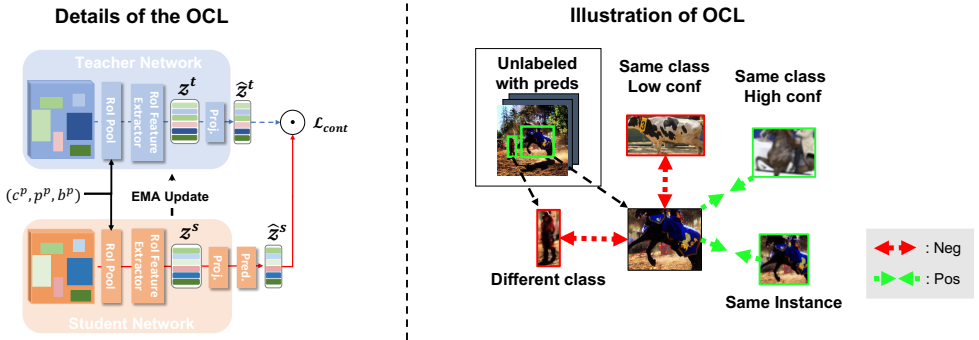 Details of the OCL
Teacher Network
RoI Pool
RoI Feature
Extractor
z^t
Proj.
ẑ^t
ℒ_cont
(c^p, p^p, b^p)
EMA Update
RoI Pool
RoI Feature
Extractor
z^s
Proj.
Pred.
ẑ^s
Student Network
Illustration of OCL
Unlabeled
with preds
Same class
Low conf
Same class
High conf
Different class
Same Instance
: Neg
: Pos